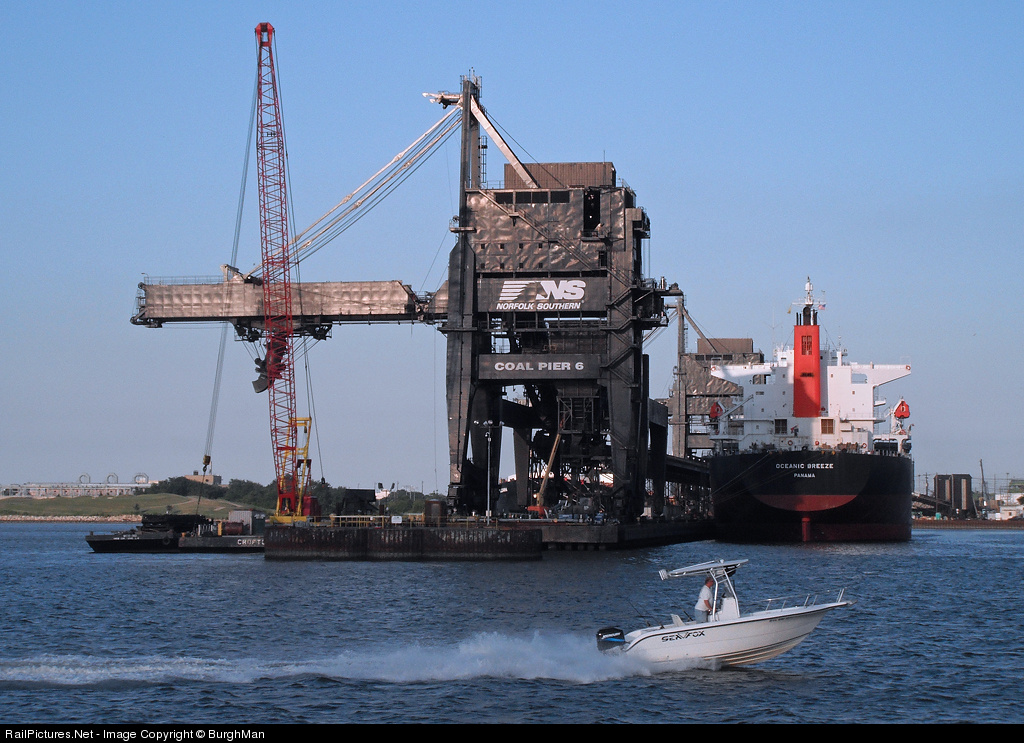 NS
NORFOLK SOUTHERN
COAL PIER 6
OCEANIC BREEZE
PANAMA
SEA FOX
RailPictures.Net - Image Copyright © BurghMan